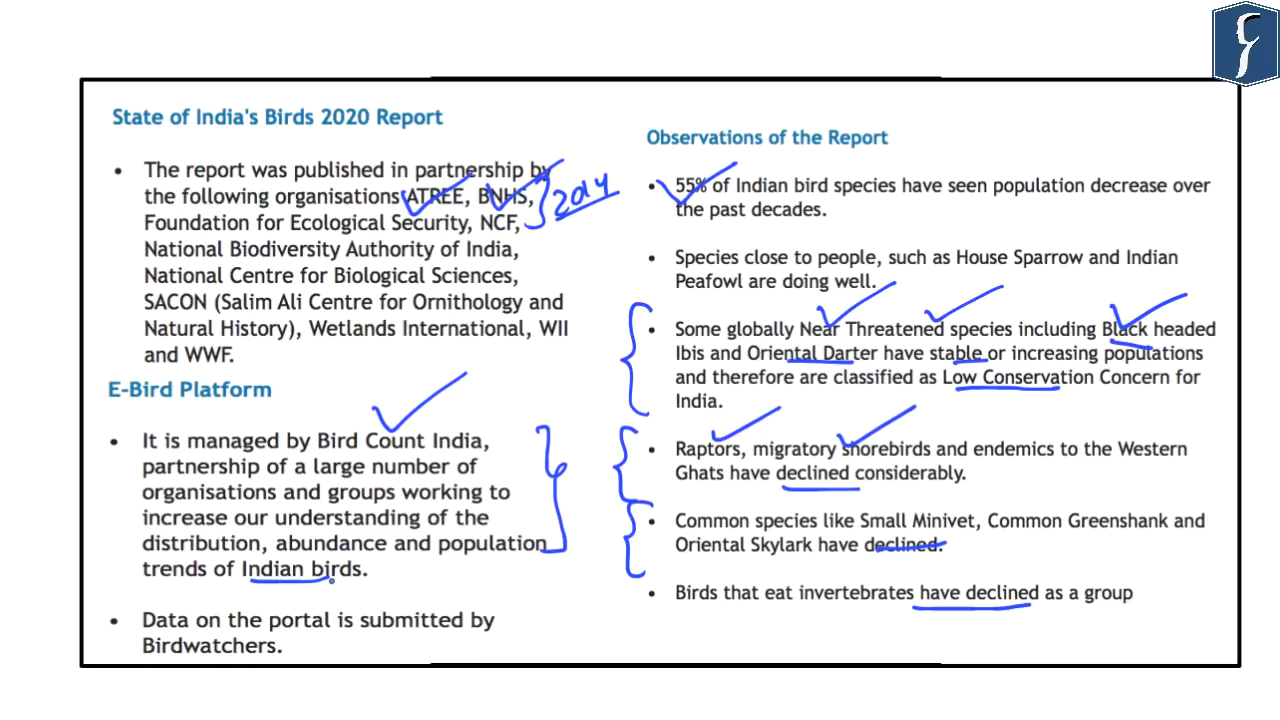 State of India's Birds 2020 Report
• The report was published in partnership by
the following organisations ATREE, BNHS,
Foundation for Ecological Security, NCF,
National Biodiversity Authority of India,
National Centre for Biological Sciences,
SACON (Salim Ali Centre for Ornithology and
Natural History), Wetlands International, WII
and WWF.
E-Bird Platform
• It is managed by Bird Count India,
partnership of a large number of
organisations and groups working to
increase our understanding of the
distribution, abundance and population
trends of Indian birds.
• Data on the portal is submitted by
Birdwatchers.
Observations of the Report
• 55% of Indian bird species have seen population decrease over
the past decades.
• Species close to people, such as House Sparrow and Indian
Peafowl are doing well.
• Some globally Near Threatened species including Black headed
Ibis and Oriental Darter have stable or increasing populations
and therefore are classified as Low Conservation Concern for
India.
• Raptors, migratory shorebirds and endemics to the Western
Ghats have declined considerably.
• Common species like Small Minivet, Common Greenshank and
Oriental Skylark have declined.
• Birds that eat invertebrates have declined as a group